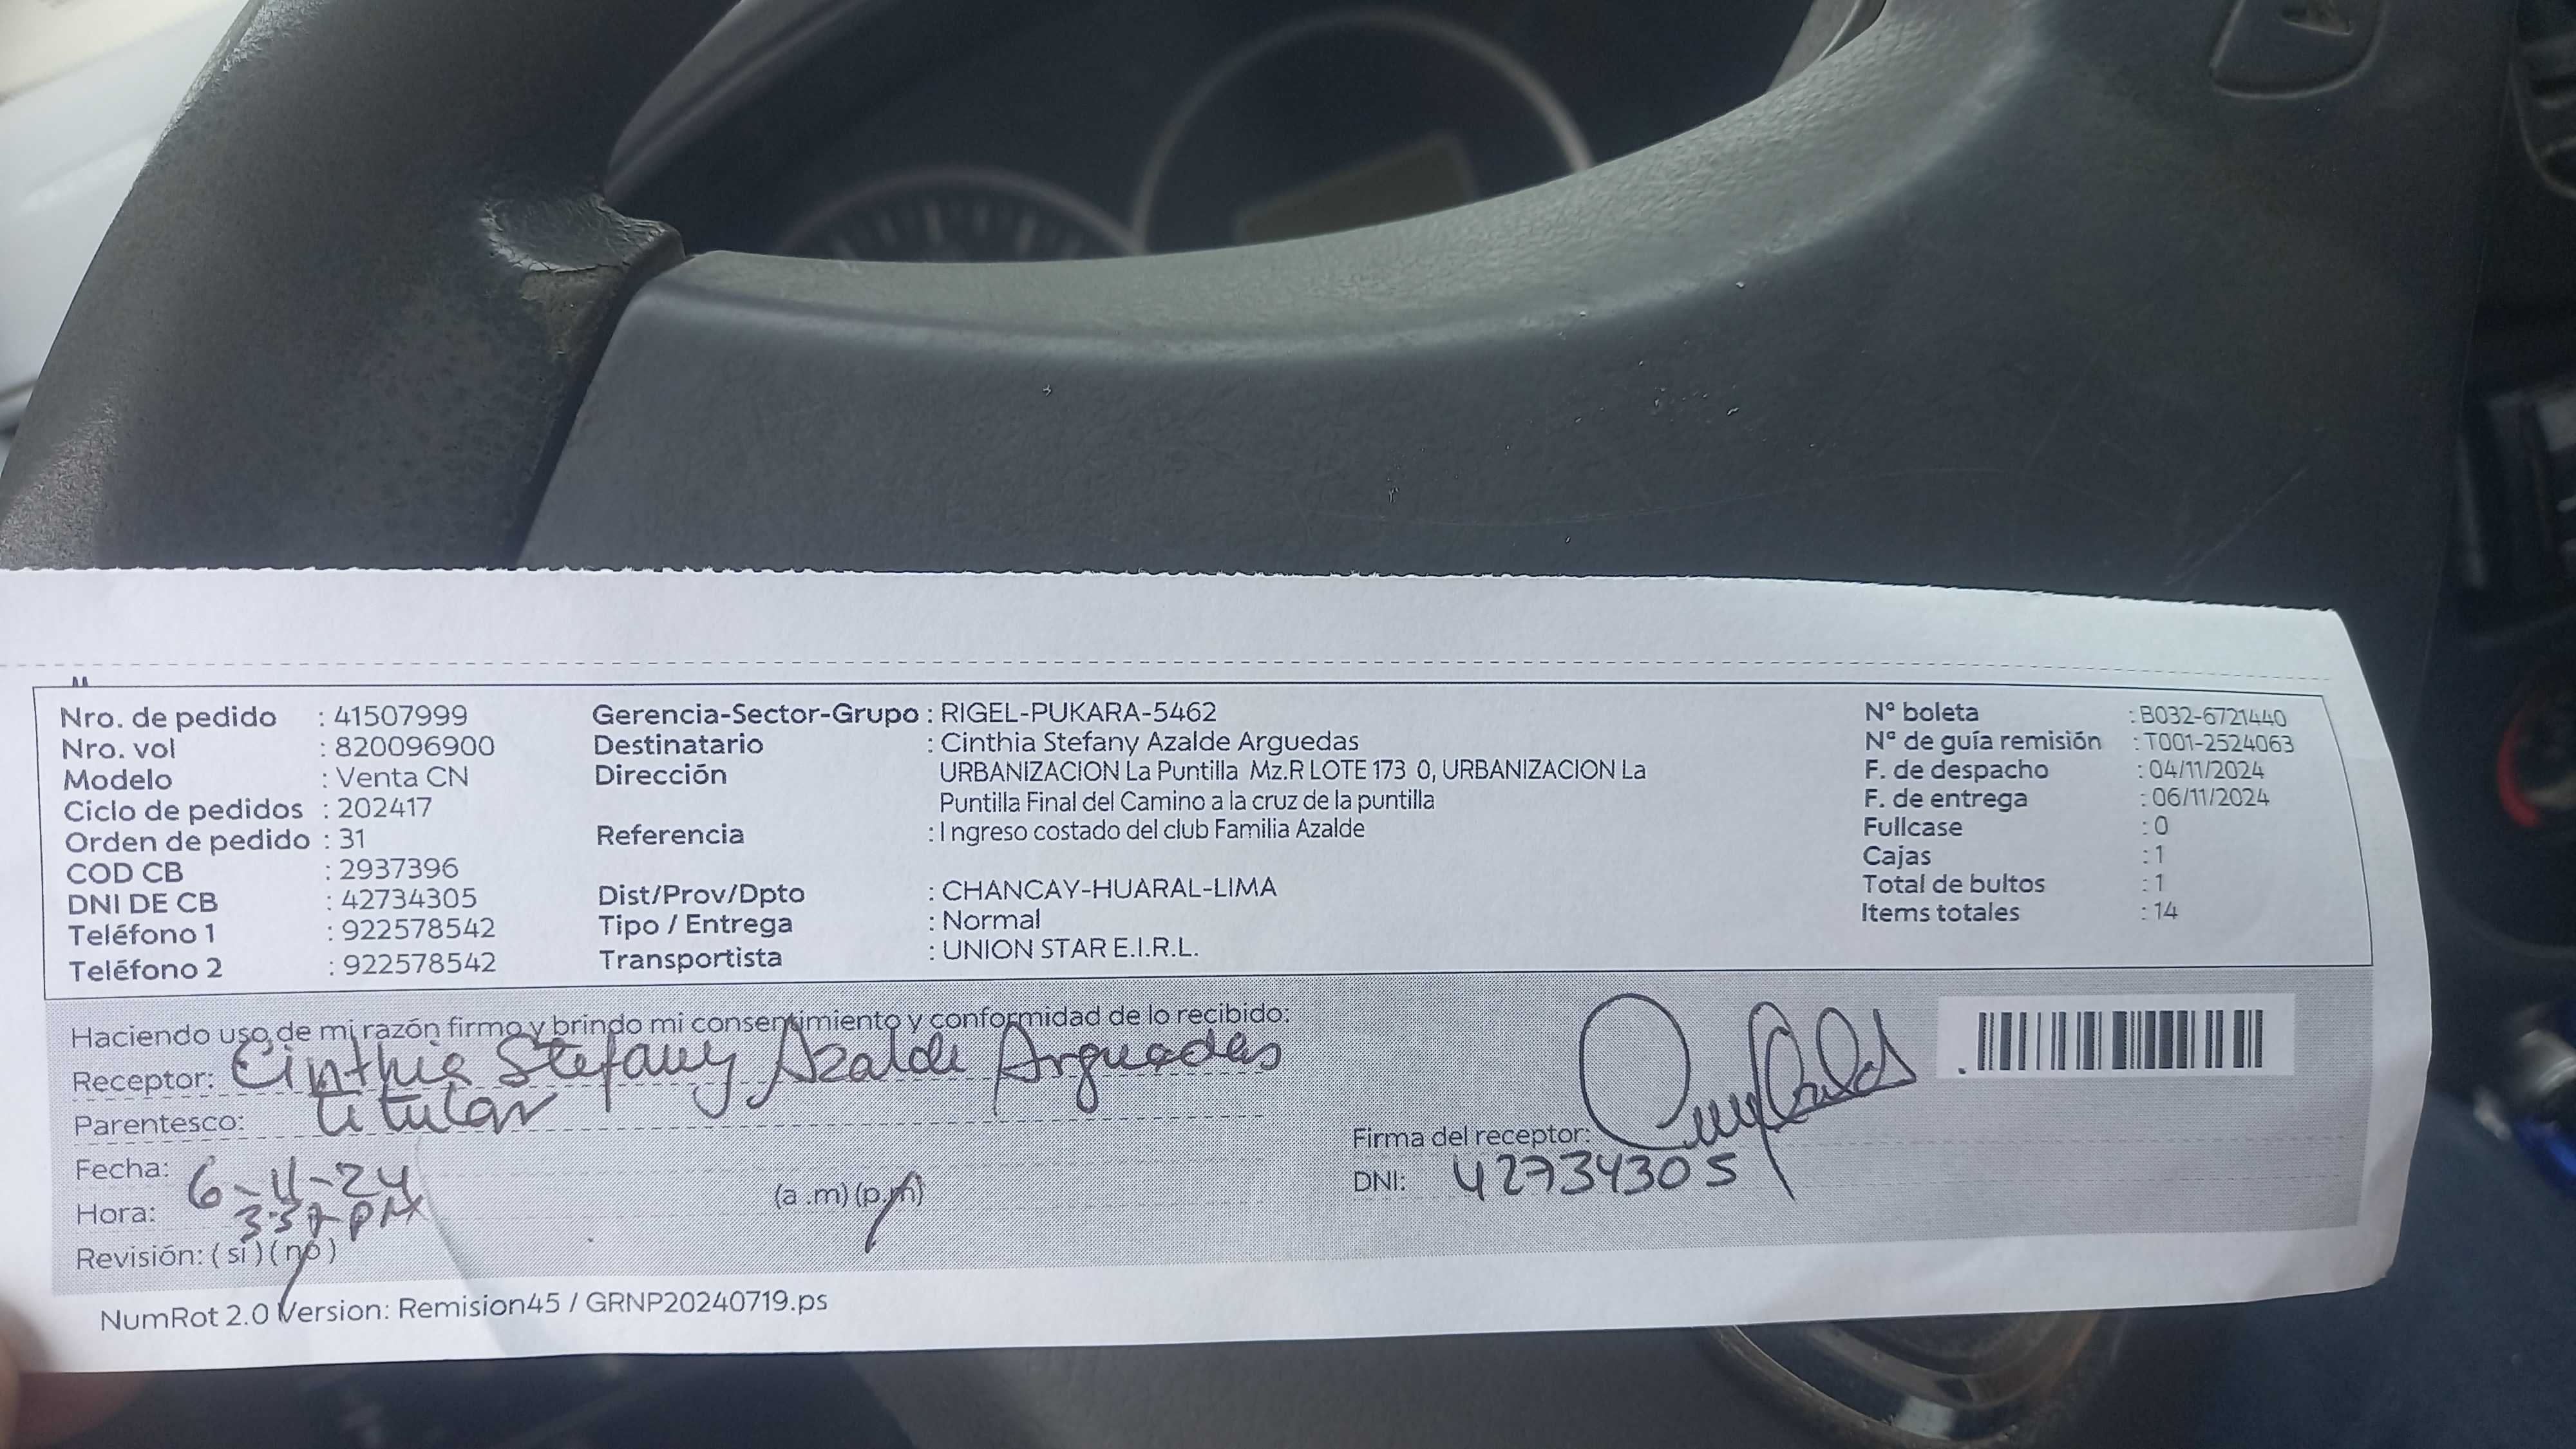 Nro. de pedido : 41507999
Nro. vol : 820096900
Modelo : Venta CN
Ciclo de pedidos : 202417
Orden de pedido : 31
COD CB : 2937396
DNI DE CB : 42734305
Teléfono 1 : 922578542
Teléfono 2 : 922578542
Gerencia-Sector-Grupo : RIGEL-PUKARA-5462
Destinatario : Cinthia Stefany Azalde Arguedas
Dirección URBANIZACION La Puntilla Mz.R LOTE 173 0, URBANIZACION La
Puntilla Final del Camino a la cruz de la puntilla
Referencia : Ingreso costado del club Familia Azalde
Dist/Prov/Dpto : CHANCAY-HUARAL-LIMA
Tipo / Entrega : Normal
Transportista : UNION STAR E.I.R.L.
Nº boleta : B032-6721440
Nº de guía remisión : T001-2524063
F. de despacho : 04/11/2024
F. de entrega : 06/11/2024
Fullcase : 0
Cajas : 1
Total de bultos : 1
Items totales : 14
Haciendo uso de mi razón firmo y brindo mi consentimiento y conformidad de lo recibido:
Receptor: Cinthia Stefany Azalde Arguedas
Parentesco: titular
Fecha: 6-11-24
Hora: PM (a .m) (p.m)
Revisión: (si) (no)
Firma del receptor:
DNI: 42734305
NumRot 2.0 Version: Remision45 / GRNP20240719.ps